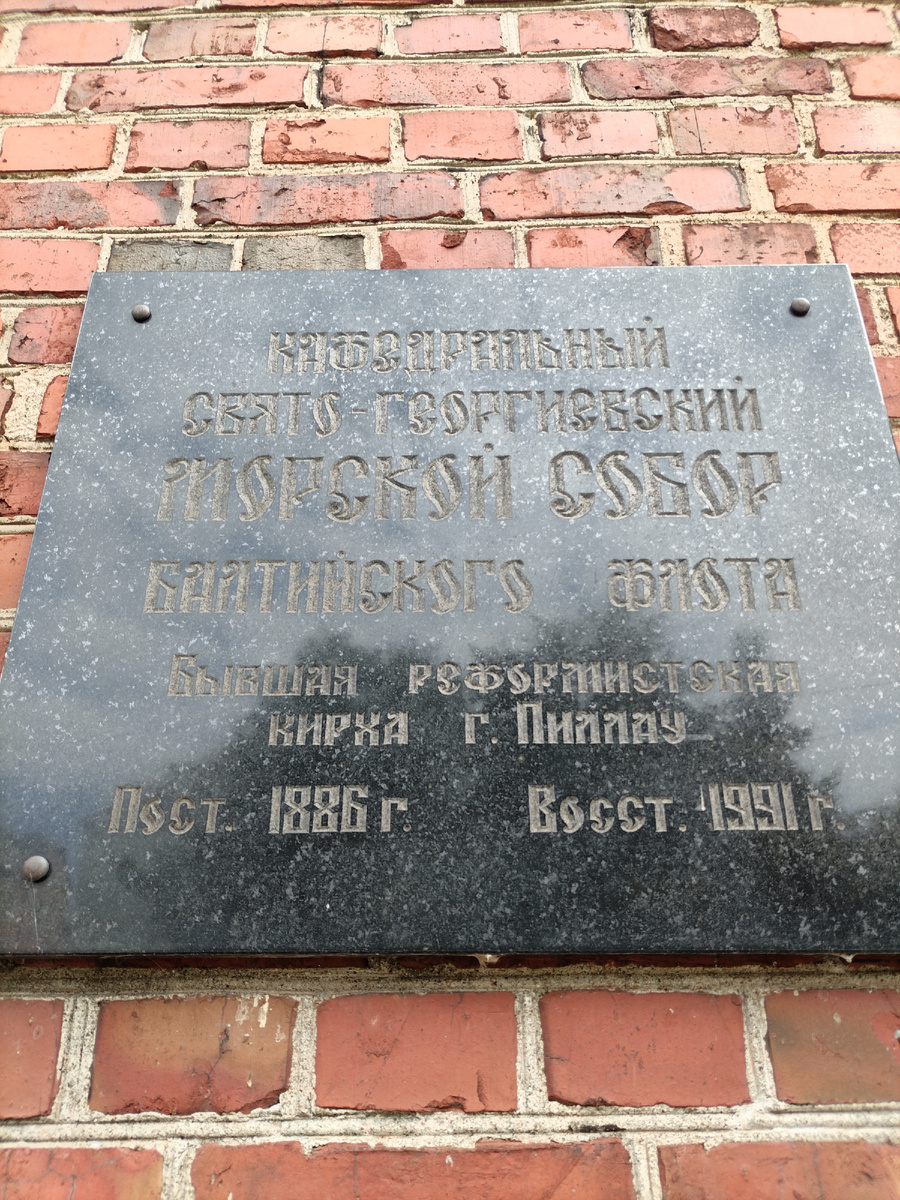 КАФЕДРАЛЬНЫЙ
СВЯТО-ГЕОРГИЕВСКИЙ
МОРСКОЙ СОБОР
БАЛТИЙСКОГО ФЛОТА
Бывшая реформистская
кирха г. Пиллау
Пост. 1886 г. Восст. 1991 г.